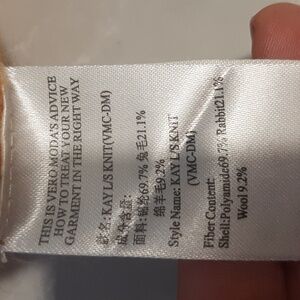 THIS IS VERO MODA'S ADVICE
HOW TO TREAT YOUR NEW
GARMENT IN THE RIGHT WAY
款名: KAY L/S KNIT(VMC-DM)
成分含量:
面料: 锦纶69.7% 兔毛21.1%
绵羊毛9.2%
Style Name: KAY L/S KNIT
(VMC-DM)
Fiber Content:
Shell:Polyamide69.7% Rabbit21.1%
Wool 9.2%